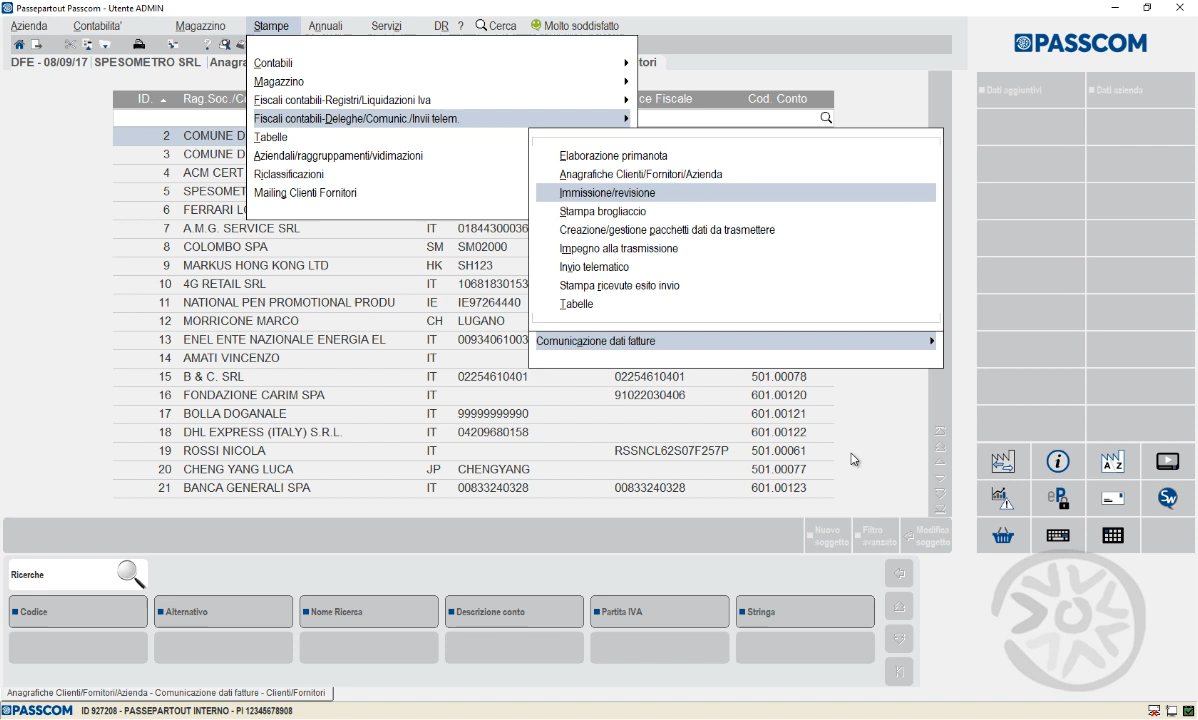 Passepartout Passcom - Utente ADMIN
Azienda Contabilita' Magazzino Stampe Annuali Servizi DR ? Cerca Molto soddisfatto
DFE - 08/09/17 SPESOMETRO SRL Anagra tori
PASSCOM
Contabili
Magazzino
Fiscali contabili-Registri/Liquidazioni Iva
Fiscali contabili-Deleghe/Comunic./Invii telem.
Tabelle
Aziendali/raggruppamenti/vidimazioni
Riclassificazioni
Mailing Clienti Fornitori
Elaborazione primanota
Anagrafiche Clienti/Fornitori/Azienda
Immissione/revisione
Stampa brogliaccio
Creazione/gestione pacchetti dati da trasmettere
Impegno alla trasmissione
Invio telematico
Stampa ricevute esito invio
Tabelle
Comunicazione dati fatture
ID. Rag.Soc./Co ce Fiscale Cod. Conto
2 COMUNE D
3 COMUNE D
4 ACM CERT
5 SPESOMET
6 FERRARI LO
7 A.M.G. SERVICE SRL IT 01844300036
8 COLOMBO SPA SM SM02000
9 MARKUS HONG KONG LTD HK SH123
10 4G RETAIL SRL IT 10681830153
11 NATIONAL PEN PROMOTIONAL PRODU IE IE97264440
12 MORRICONE MARCO CH LUGANO
13 ENEL ENTE NAZIONALE ENERGIA EL IT 00934061003
14 AMATI VINCENZO IT
15 B & C. SRL IT 02254610401 02254610401 501.00078
16 FONDAZIONE CARIM SPA IT 91022030406 601.00120
17 BOLLA DOGANALE IT 99999999990 601.00121
18 DHL EXPRESS (ITALY) S.R.L. IT 04209680158 601.00122
19 ROSSI NICOLA IT RSSNCL62S07F257P 501.00061
20 CHENG YANG LUCA JP CHENGYANG 501.00077
21 BANCA GENERALI SPA IT 00833240328 00833240328 601.00123
Dati aggiuntivi Dati azienda
Nuovo soggetto
Filtro avanzato
Modifica soggetto
Ricerche
Codice Alternativo Nome Ricerca Descrizione conto Partita IVA Stringa
Anagrafiche Clienti/Fornitori/Azienda - Comunicazione dati fatture - Clienti/Fornitori
PASSCOM ID 927208 - PASSEPARTOUT INTERNO - PI 12345678908
A Z
eP
Sw